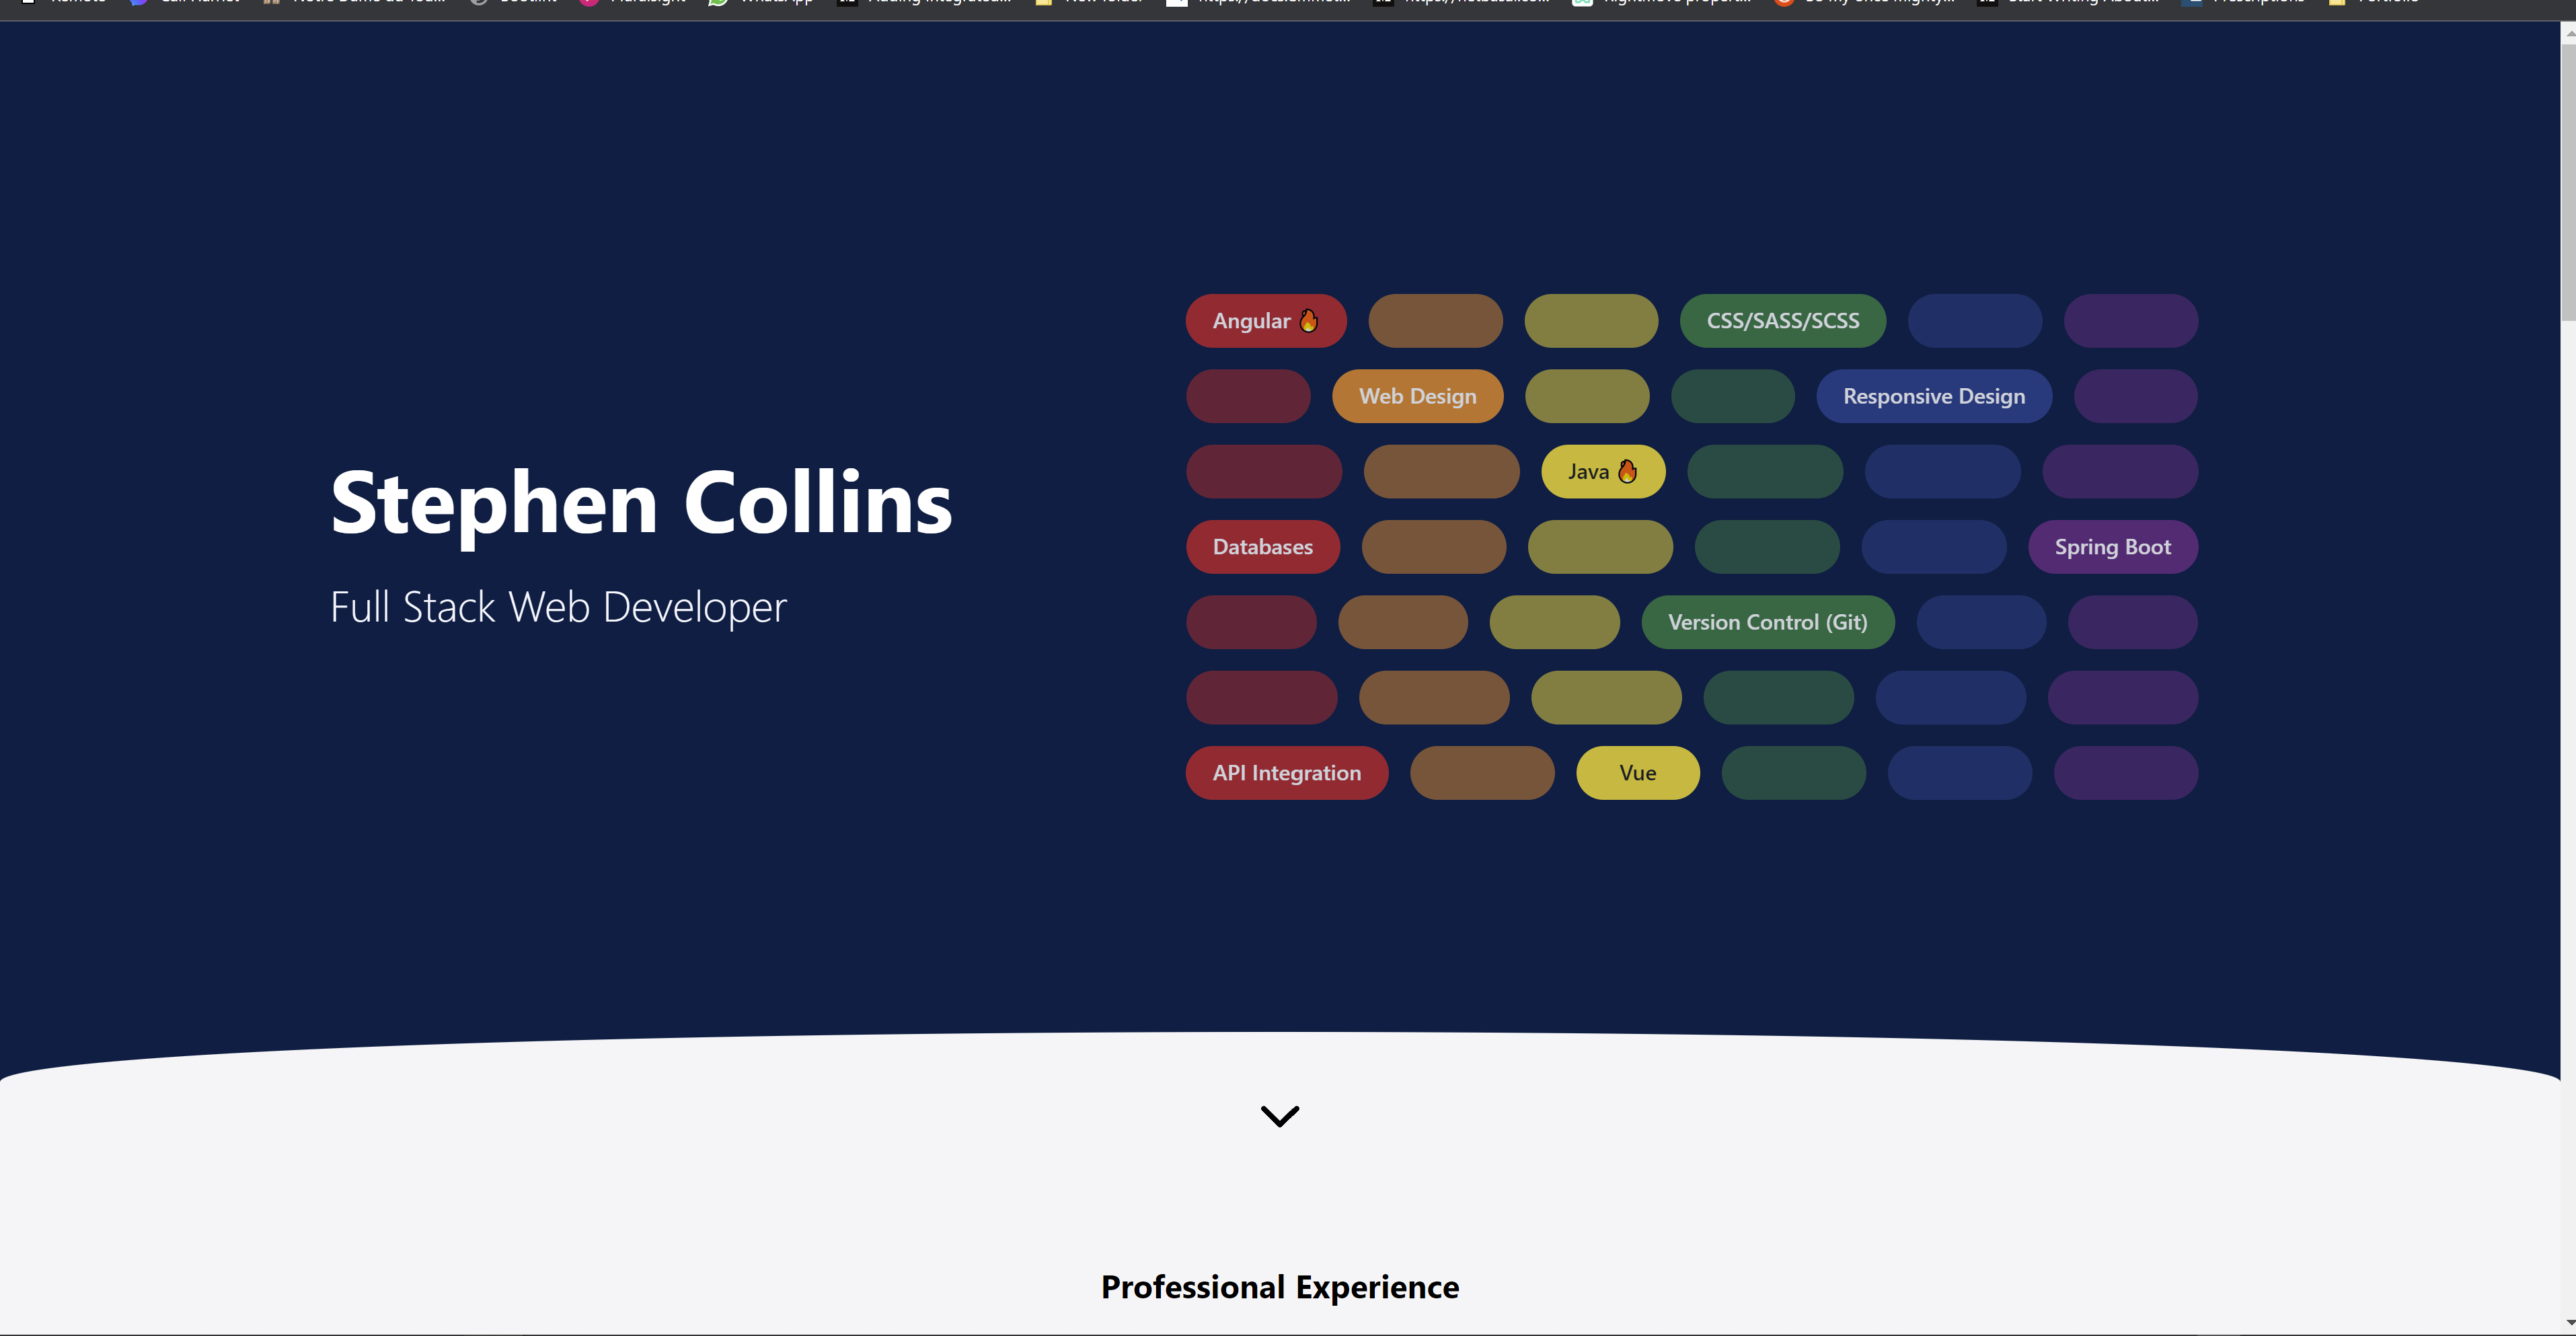 Stephen Collins
Full Stack Web Developer
Angular 🔥
CSS/SASS/SCSS
Web Design
Responsive Design
Java 🔥
Databases
Spring Boot
Version Control (Git)
API Integration
Vue
Professional Experience